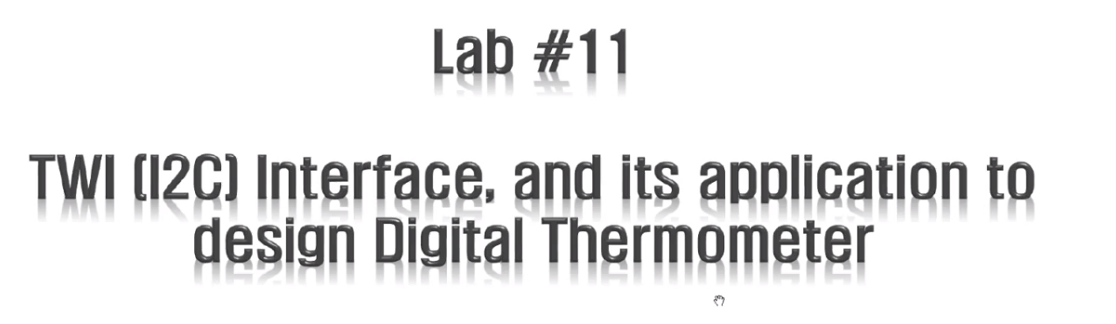 Lab #11
TWI (I2C) Interface, and its application to
design Digital Thermometer